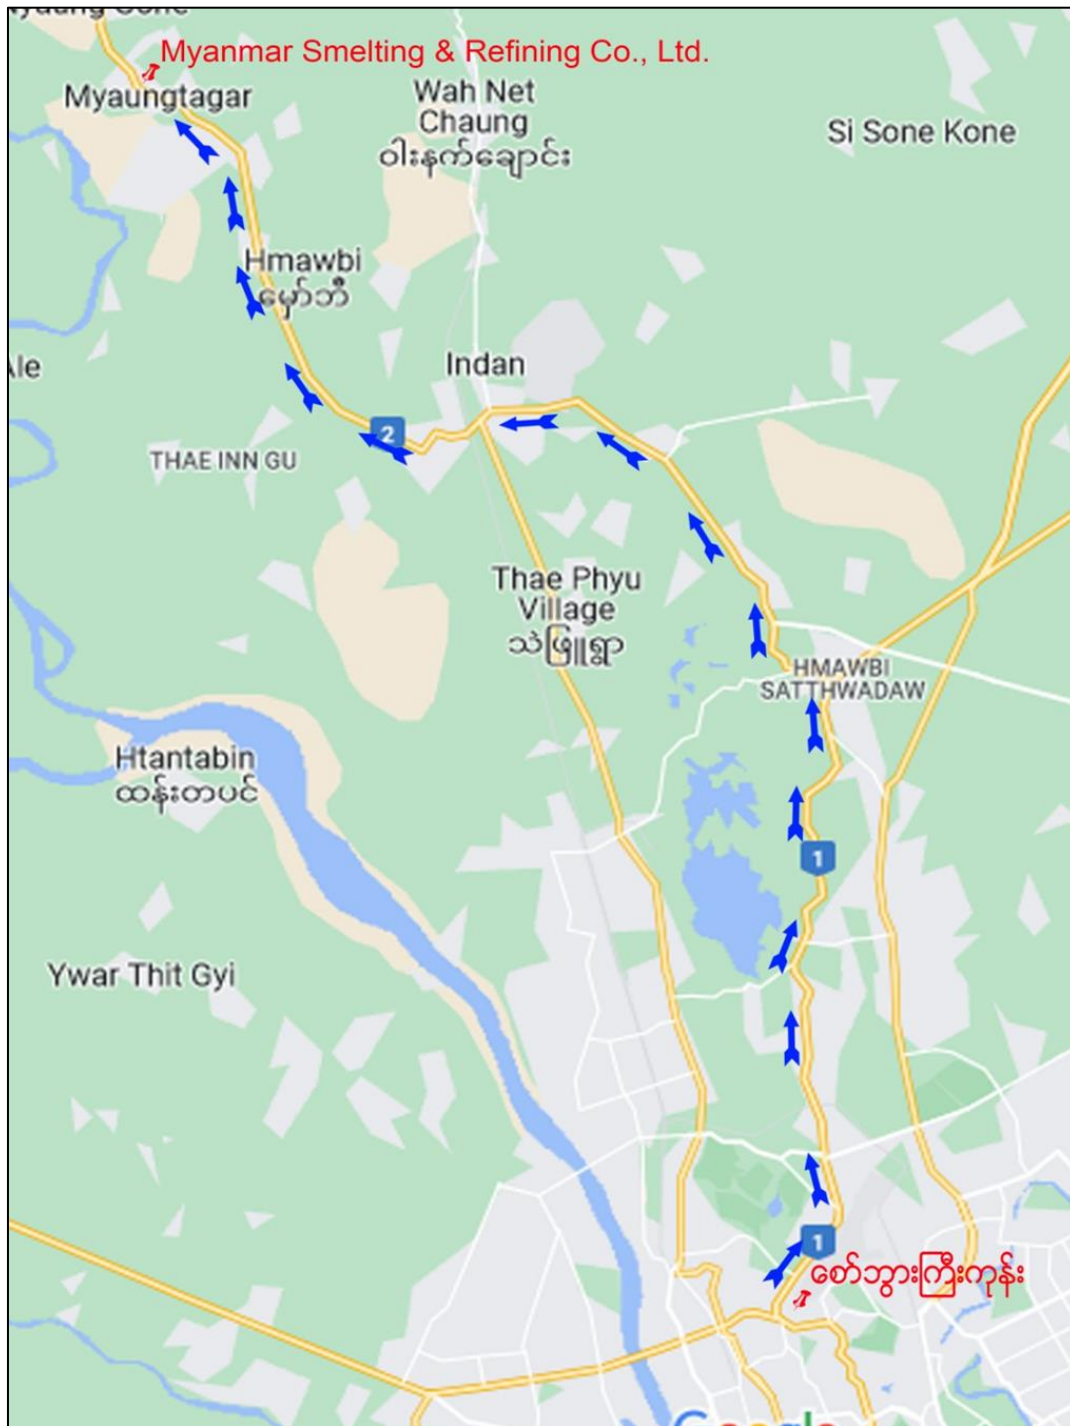 Myanmar Smelting & Refining Co., Ltd.
Myaungtagar
Wah Net
Chaung
ဝါးနက်ချောင်း
Si Sone Kone
Hmawbi
မှော်ဘီ
Indan
2
THAE INN GU
Thae Phyu
Village
သဲဖြူရွာ
HMAWBI
SATTHWADAW
Htantabin
ထန်းတပင်
1
Ywar Thit Gyi
1
စော်ဘွားကြီးကုန်း